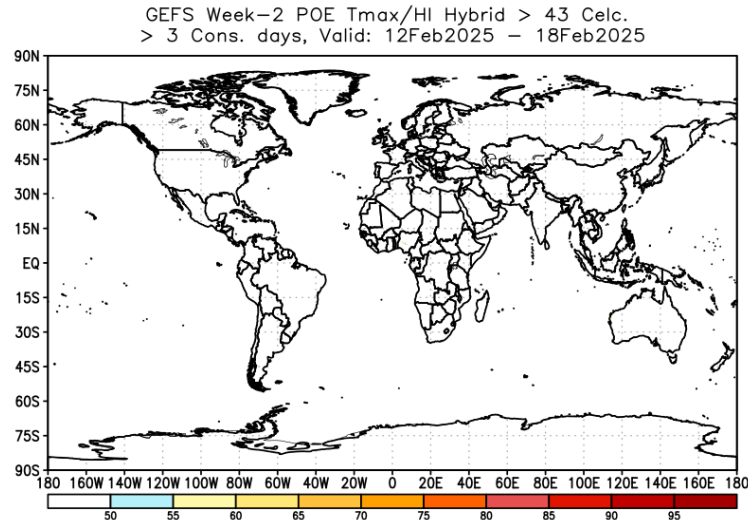 GEFS Week-2 POE Tmax/HI Hybrid > 43 Celc.
> 3 Cons. days, Valid: 12Feb2025 - 18Feb2025
90N
75N
60N
45N
30N
15N
EQ
15S
30S
45S
60S
75S
90S
180 160W 140W 120W 100W 80W 60W 40W 20W 0 20E 40E 60E 80E 100E 120E 140E 160E 180
50 55 60 65 70 75 80 85 90 95